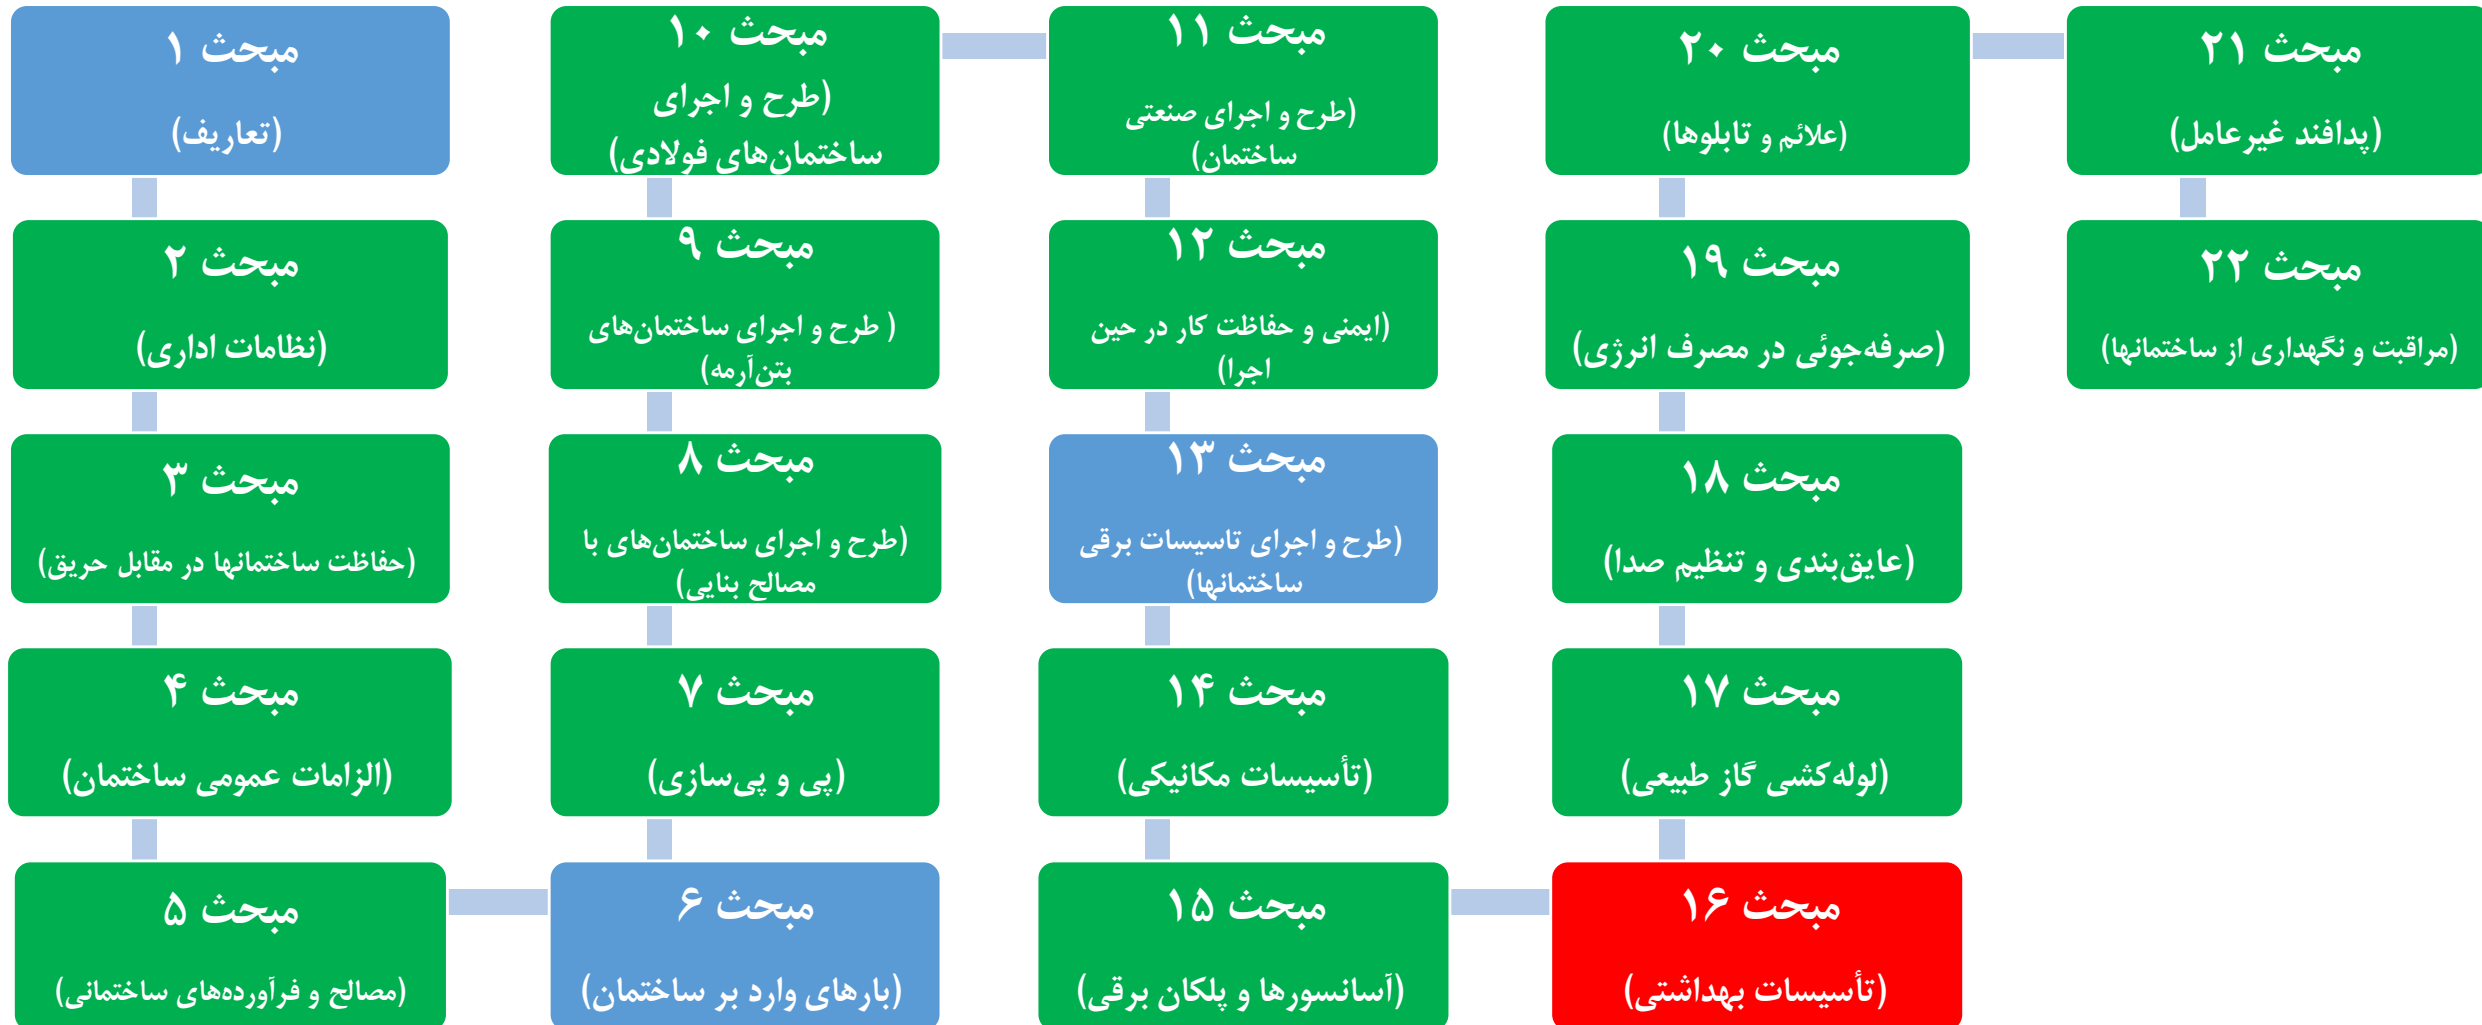 مبحث ۱
(تعاریف)
مبحث ۲
(نظامات اداری)
مبحث ۳
(حفاظت ساختمانها در مقابل حریق)
مبحث ۴
(الزامات عمومی ساختمان)
مبحث ۵
(مصالح و فرآورده‌های ساختمانی)
مبحث ۶
(بارهای وارد بر ساختمان)
مبحث ۷
(پی و پی‌سازی)
مبحث ۸
(طرح و اجرای ساختمان‌های با
مصالح بنایی)
مبحث ۹
( طرح و اجرای ساختمان‌های
بتن‌آرمه)
مبحث ۱۰
(طرح و اجرای
ساختمان‌های فولادی)
مبحث ۱۱
(طرح و اجرای صنعتی
ساختمان)
مبحث ۱۲
(ایمنی و حفاظت کار در حین
اجرا)
مبحث ۱۳
(طرح و اجرای تاسیسات برقی
ساختمانها)
مبحث ۱۴
(تأسیسات مکانیکی)
مبحث ۱۵
(آسانسورها و پلکان برقی)
مبحث ۱۶
(تأسیسات بهداشتی)
مبحث ۱۷
(لوله‌کشی گاز طبیعی)
مبحث ۱۸
(عایق‌بندی و تنظیم صدا)
مبحث ۱۹
(صرفه‌جوئی در مصرف انرژی)
مبحث ۲۰
(علائم و تابلوها)
مبحث ۲۱
(پدافند غیرعامل)
مبحث ۲۲
(مراقبت و نگهداری از ساختمانها)